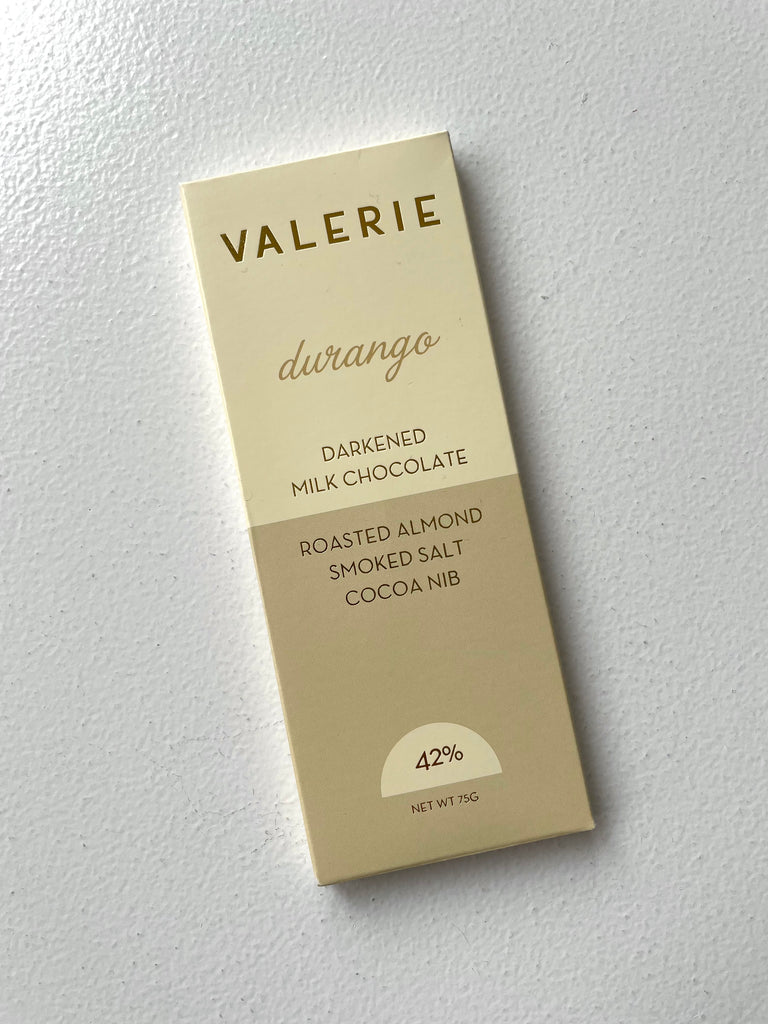 VALERIE
durango
DARKENED
MILK CHOCOLATE
ROASTED ALMOND
SMOKED SALT
COCOA NIB
42%
NET WT 75G